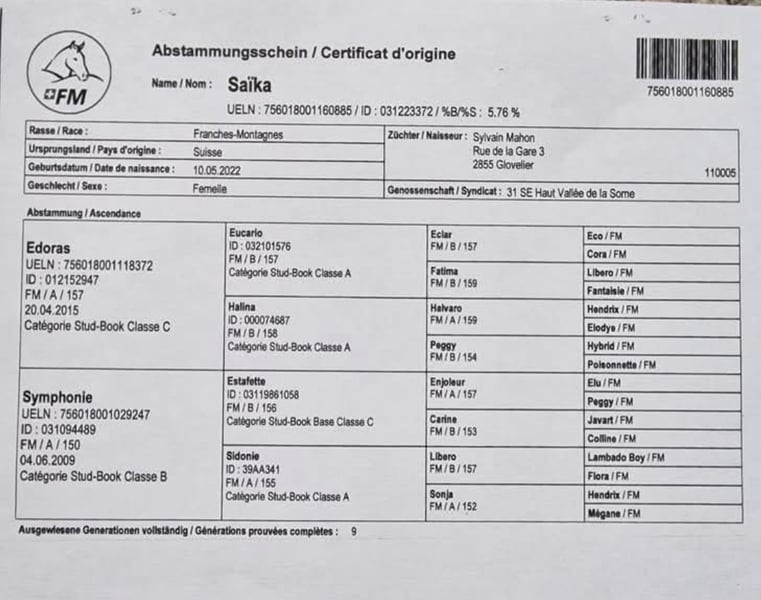 Abstammungsschein / Certificat d'origine
FM
Name / Nom : Saïka
756018001160885
UELN : 756018001160885 / ID : 031223372 / %B/%S : 5.76 %
Rasse / Race : Franches-Montagnes
Ursprungsland / Pays d'origine : Suisse
Geburtsdatum / Date de naissance : 10.05.2022
Geschlecht / Sexe : Femelle
Züchter / Naisseur : Sylvain Mahon
Rue de la Gare 3
2855 Glovelier
110005
Genossenschaft / Syndicat : 31 SE Haut Vallée de la Some
Abstammung / Ascendance
Edoras
UELN : 756018001118372
ID : 012152947
FM / A / 157
20.04.2015
Catégorie Stud-Book Classe C
Symphonie
UELN : 756018001029247
ID : 031094489
FM / A / 150
04.06.2009
Catégorie Stud-Book Classe B
Eucario
ID : 032101576
FM / B / 157
Catégorie Stud-Book Classe A
Halina
ID : 000074687
FM / B / 158
Catégorie Stud-Book Classe A
Estafette
ID : 03119861058
FM / B / 156
Catégorie Stud-Book Base Classe C
Sidonie
ID : 39AA341
FM / A / 155
Catégorie Stud-Book Classe A
Eclar
FM / B / 157
Fatima
FM / B / 159
Halvaro
FM / A / 159
Peggy
FM / B / 154
Enjoleur
FM / A / 157
Carine
FM / B / 153
Libero
FM / B / 157
Sonja
FM / A / 152
Eco / FM
Cora / FM
Libero / FM
Fantaisie / FM
Hendrix / FM
Elodye / FM
Hybrid / FM
Poissonnette / FM
Elu / FM
Peggy / FM
Javart / FM
Colline / FM
Lambado Boy / FM
Flora / FM
Hendrix / FM
Mégane / FM
Ausgewiesene Generationen vollständig / Générations prouvées complètes : 9